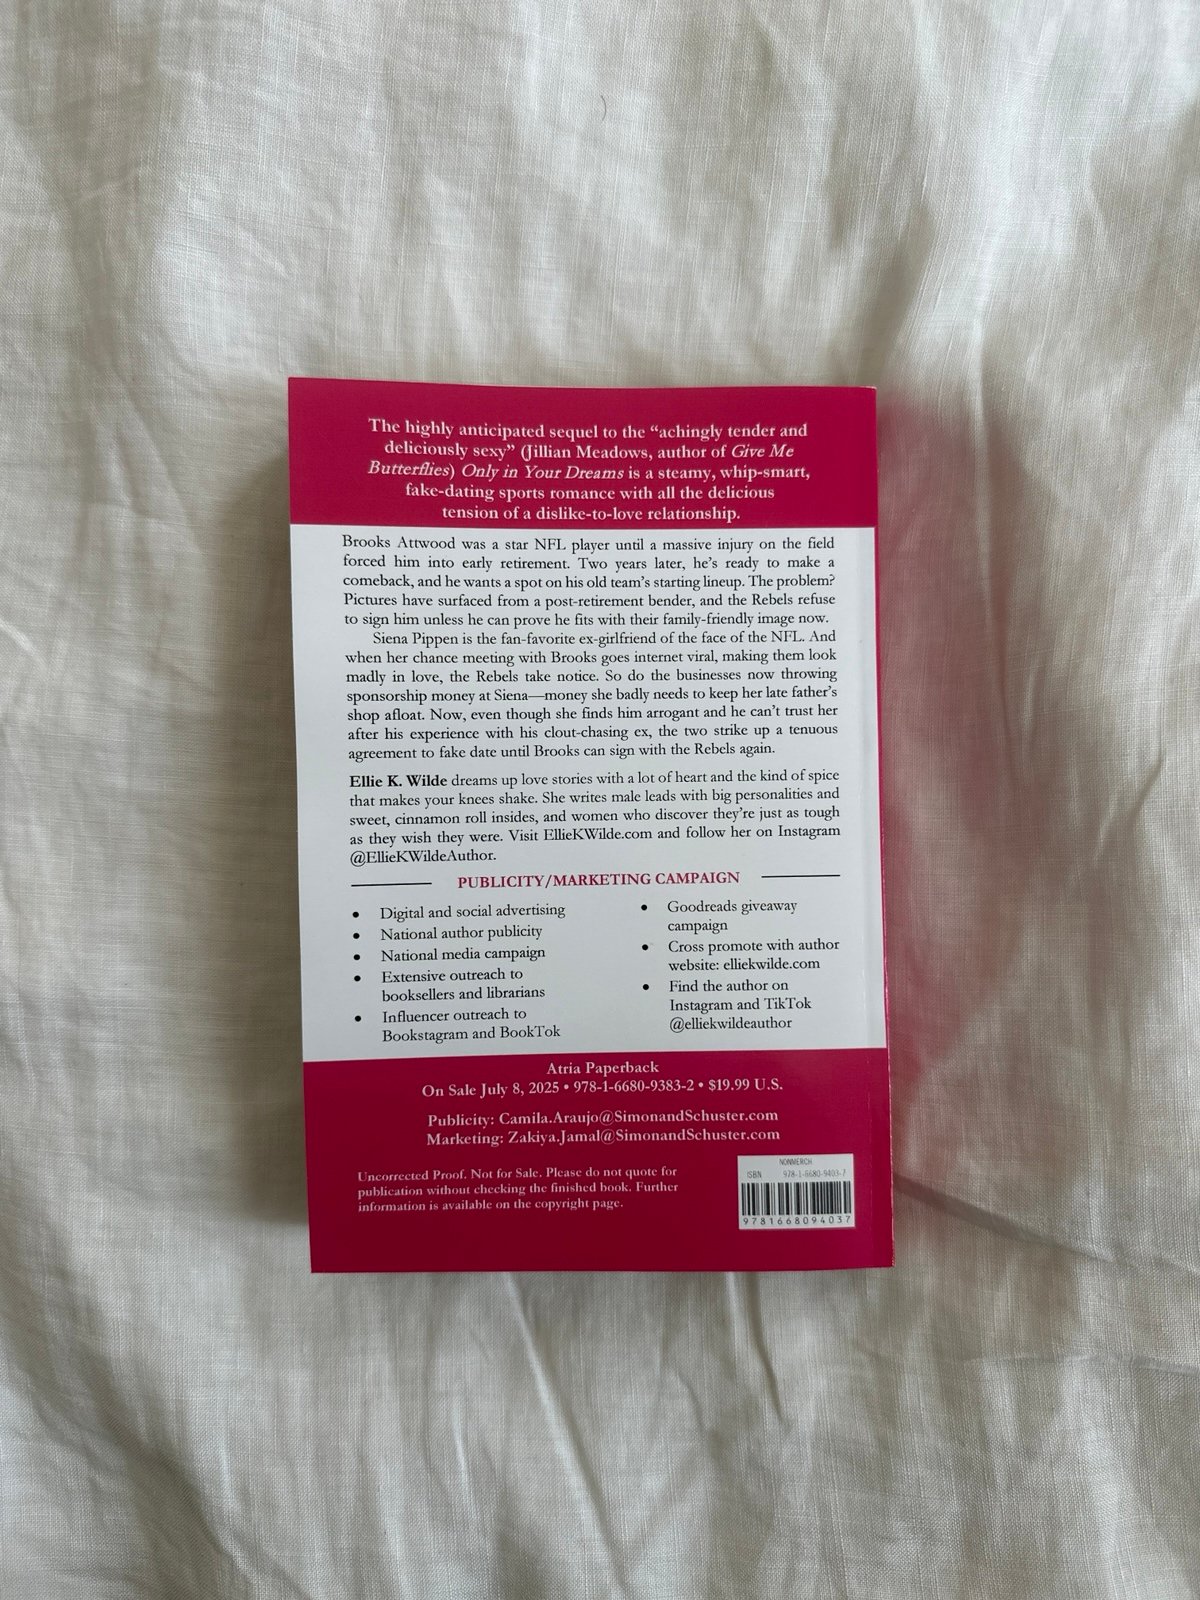 The highly anticipated sequel to the “achingly tender and
deliciously sexy” (Jillian Meadows, author of Give Me
Butterflies) Only in Your Dreams is a steamy, whip-smart,
fake-dating sports romance with all the delicious
tension of a dislike-to-love relationship.
Brooks Attwood was a star NFL player until a massive injury on the field
forced him into early retirement. Two years later, he’s ready to make a
comeback, and he wants a spot on his old team’s starting lineup. The problem?
Pictures have surfaced from a post-retirement bender, and the Rebels refuse
to sign him unless he can prove he fits with their family-friendly image now.
Siena Pippen is the fan-favorite ex-girlfriend of the face of the NFL. And
when her chance meeting with Brooks goes internet viral, making them look
madly in love, the Rebels take notice. So do the businesses now throwing
sponsorship money at Siena—money she badly needs to keep her late father’s
shop afloat. Now, even though she finds him arrogant and he can’t trust her
after his experience with his clout-chasing ex, the two strike up a tenuous
agreement to fake date until Brooks can sign with the Rebels again.
Ellie K. Wilde dreams up love stories with a lot of heart and the kind of spice
that makes your knees shake. She writes male leads with big personalities and
sweet, cinnamon roll insides, and women who discover they’re just as tough
as they wish they were. Visit EllieKWilde.com and follow her on Instagram
@EllieKWildeAuthor.
PUBLICITY/MARKETING CAMPAIGN
• Digital and social advertising
• National author publicity
• National media campaign
• Extensive outreach to
booksellers and librarians
• Influencer outreach to
Bookstagram and BookTok
• Goodreads giveaway
campaign
• Cross promote with author
website: elliekwilde.com
• Find the author on
Instagram and TikTok
@elliekwildeauthor
Atria Paperback
On Sale July 8, 2025 • 978-1-6680-9383-2 • $19.99 U.S.
Publicity: Camila.Araujo@SimonandSchuster.com
Marketing: Zakiya.Jamal@SimonandSchuster.com
Uncorrected Proof. Not for Sale. Please do not quote for
publication without checking the finished book. Further
information is available on the copyright page.
NONMERCH
ISBN 978-1-6680-9403-7
9781668094037